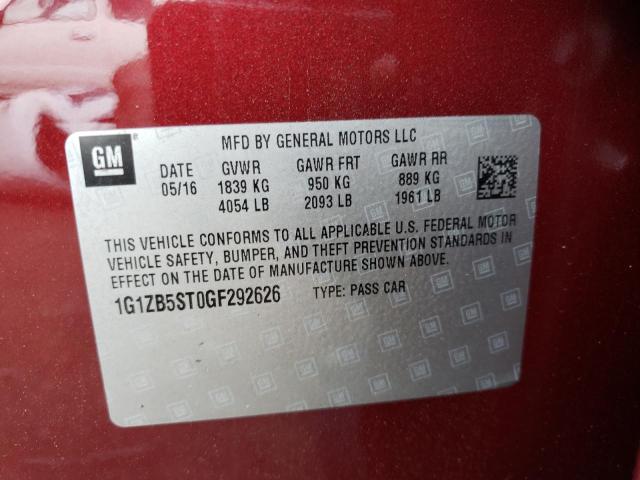 GM
MFD BY GENERAL MOTORS LLC
DATE GVWR GAWR FRT GAWR RR
05/16 1839 KG 950 KG 889 KG
4054 LB 2093 LB 1961 LB
THIS VEHICLE CONFORMS TO ALL APPLICABLE U.S. FEDERAL MOTOR
VEHICLE SAFETY, BUMPER, AND THEFT PREVENTION STANDARDS IN
EFFECT ON THE DATE OF MANUFACTURE SHOWN ABOVE.
1G1ZB5ST0GF292626 TYPE: PASS CAR